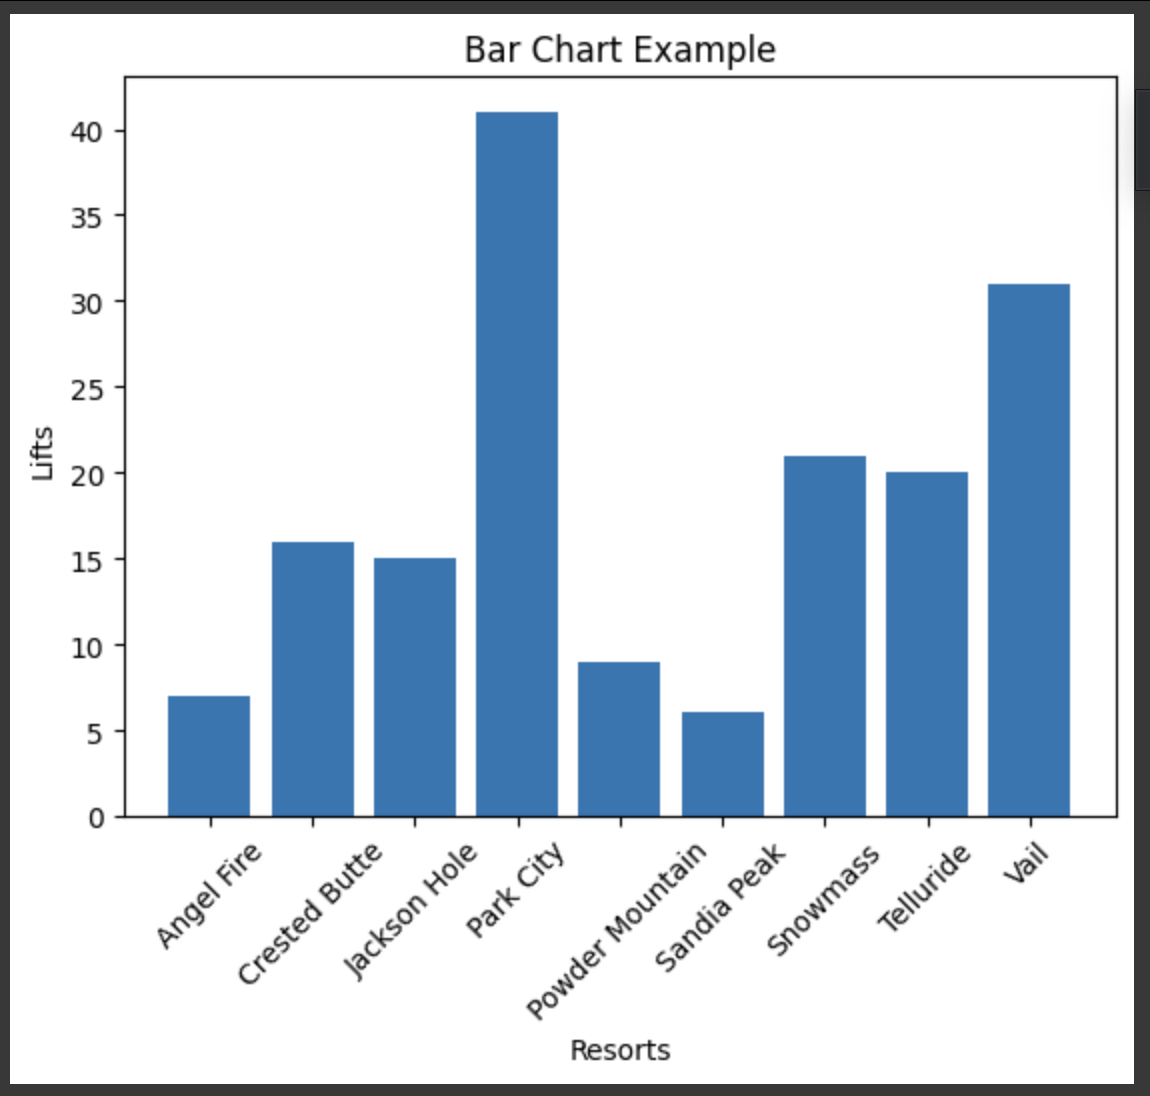 Bar Chart Example
Lifts
40
35
30
25
20
15
10
5
0
Angel Fire
Crested Butte
Jackson Hole
Park City
Powder Mountain
Sandia Peak
Snowmass
Telluride
Vail
Resorts